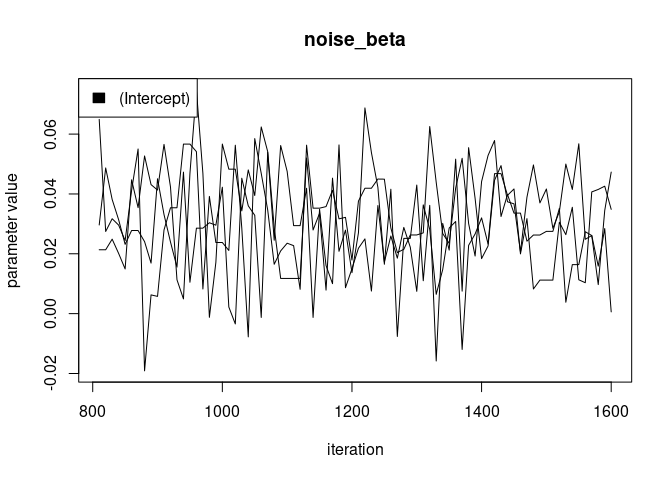 noise_beta
(Intercept)
parameter value
0.06
0.04
0.02
0.00
-0.02
800 1000 1200 1400 1600
iteration